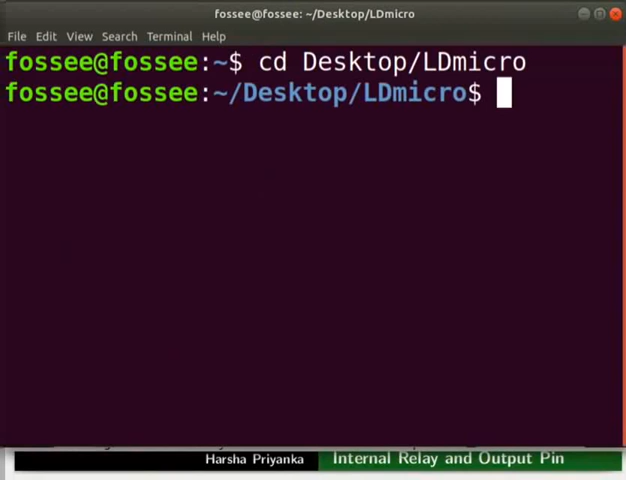 fossee@fossee: ~/Desktop/LDmicro
File Edit View Search Terminal Help
fossee@fossee:~$ cd Desktop/LDmicro
fossee@fossee:~/Desktop/LDmicro$
Harsha Priyanka Internal Relay and Output Pin